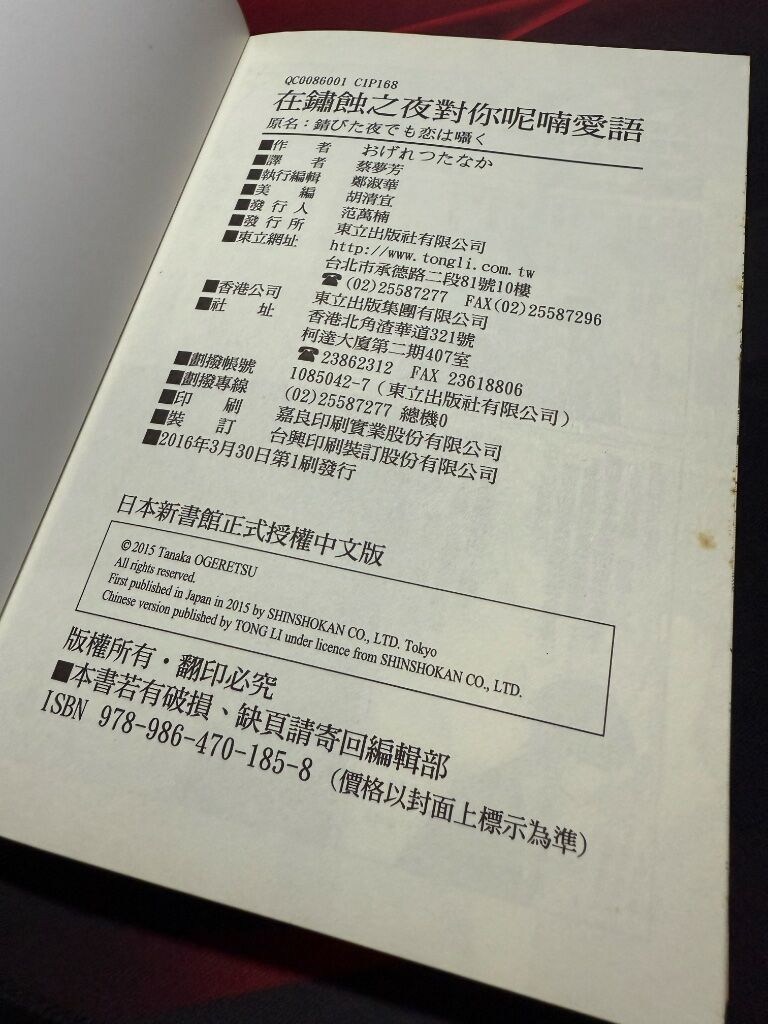 QC0086001 C1P168
在鏽蝕之夜對你呢喃愛語
原名：錆びた夜でも恋は囁く
■作 者 おげれつたなか
■譯 者 蔡夢芳
■執行編輯 鄭淑華
■美 編 胡清宜
■發行人 范萬楠
■發行所 東立出版社有限公司
■東立網址 http://www.tongli.com.tw
台北市承德路二段81號10樓
☎(02)25587277 FAX(02)25587296
■香港公司 東立出版集團有限公司
■社 址 香港北角渣華道321號
柯達大廈第二期407室
☎23862312 FAX 23618806
■劃撥帳號 1085042-7（東立出版社有限公司）
■劃撥專線 (02)25587277 總機0
■印 刷 嘉良印刷實業股份有限公司
■裝 訂 台興印刷裝訂股份有限公司
■2016年3月30日第1刷發行
日本新書館正式授權中文版
© 2015 Tanaka OGERETSU
All rights reserved.
First published in Japan in 2015 by SHINSHOKAN CO., LTD. Tokyo
Chinese version published by TONG LI under licence from SHINSHOKAN CO., LTD.
版權所有・翻印必究
■本書若有破損、缺頁請寄回編輯部
ISBN 978-986-470-185-8（價格以封面上標示為準）